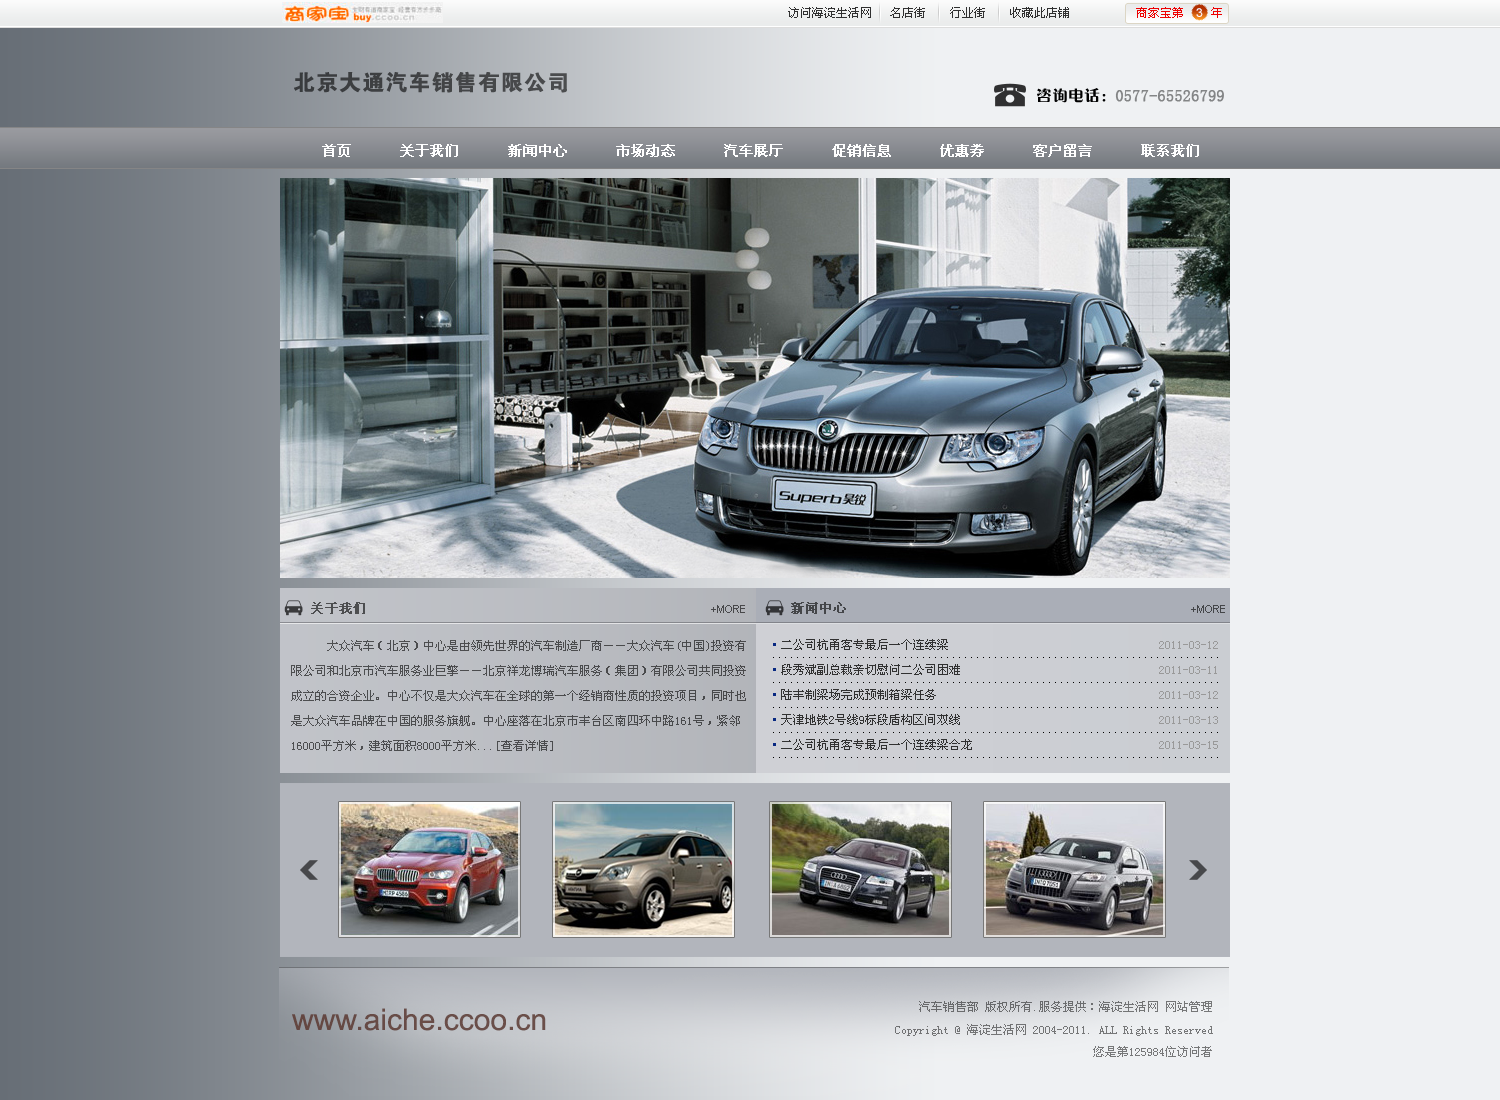 商家宝 buy.ccoo.cn
访问海淀生活网 名店街 行业街 收藏此店铺 商家宝第 3 年
北京大通汽车销售有限公司
咨询电话： 0577-65526799
首页 关于我们 新闻中心 市场动态 汽车展厅 促销信息 优惠券 客户留言 联系我们
Superb 昊锐
关于我们 +MORE
大众汽车（北京）中心是由领先世界的汽车制造厂商－－大众汽车(中国)投资有
限公司和北京市汽车服务业巨擎－－北京祥龙博瑞汽车服务（集团）有限公司共同投资
成立的合资企业。中心不仅是大众汽车在全球的第一个经销商性质的投资项目，同时也
是大众汽车品牌在中国的服务旗舰。中心座落在北京市丰台区南四环中路161号，紧邻
16000平方米，建筑面积8000平方米...[查看详情]
新闻中心 +MORE
二公司杭甬客专最后一个连续梁 2011-03-12
段秀斌副总裁亲切慰问二公司困难 2011-03-11
陆丰制梁场完成预制箱梁任务 2011-03-12
天津地铁2号线9标段盾构区间双线 2011-03-13
二公司杭甬客专最后一个连续梁合龙 2011-03-15
www.aiche.ccoo.cn
汽车销售部 版权所有.服务提供：海淀生活网 网站管理
Copyright @ 海淀生活网 2004-2011. ALL Rights Reserved
您是第125984位访问者